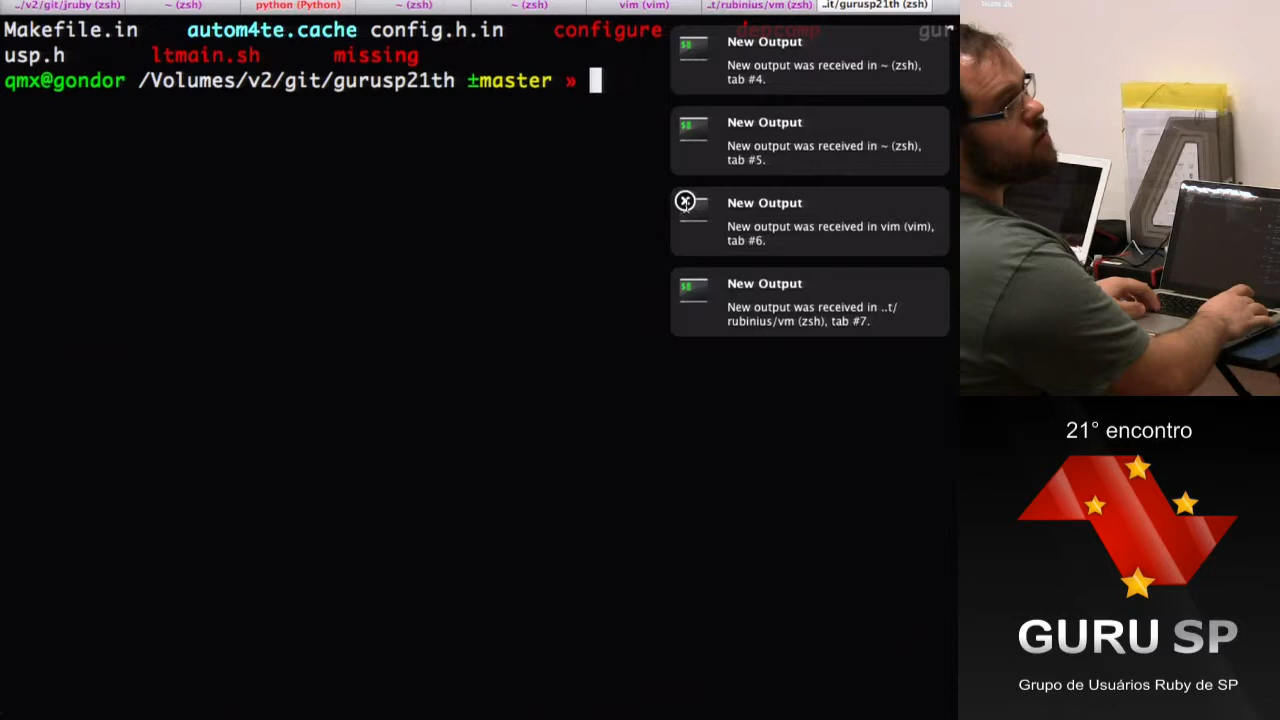 ../v2/git/jruby (zsh) ~ (zsh) python (Python) ~ (zsh) ~ (zsh) vim (vim) ..t/rubinius/vm (zsh) ..it/gurusp21th (zsh)
Makefile.in autom4te.cache config.h.in configure depcomp gur
usp.h ltmain.sh missing
qmx@gondor /Volumes/v2/git/gurusp21th ±master »
New Output
New output was received in ~ (zsh),
tab #4.
New Output
New output was received in ~ (zsh),
tab #5.
New Output
New output was received in vim (vim),
tab #6.
New Output
New output was received in ..t/
rubinius/vm (zsh), tab #7.
21° encontro
GURU SP
Grupo de Usuários Ruby de SP